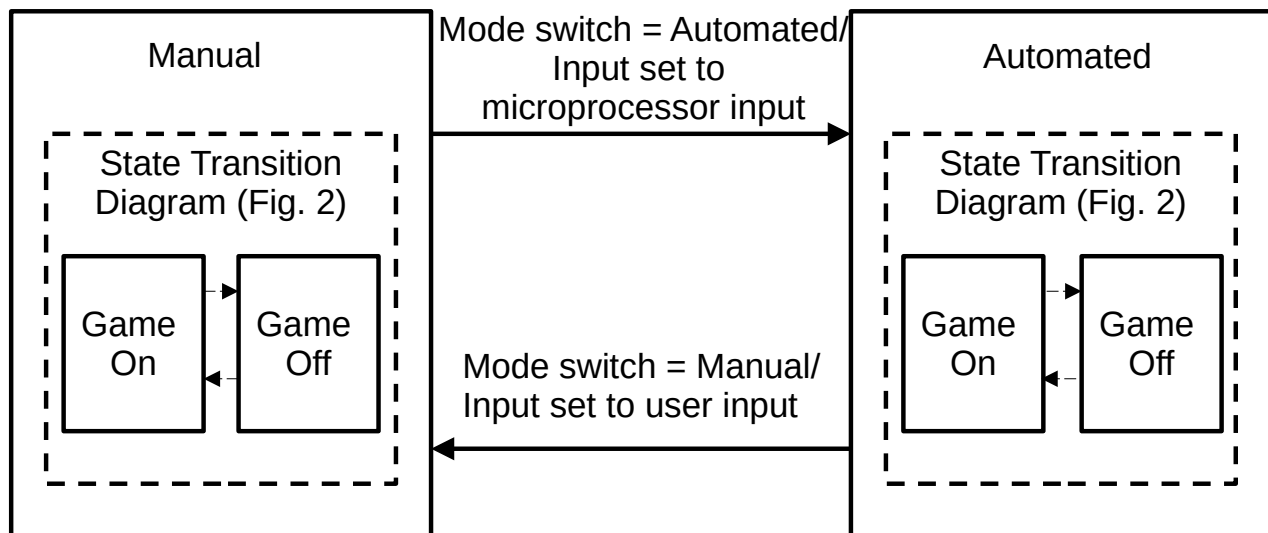 Manual
Mode switch = Automated/
Input set to
microprocessor input
Automated
State Transition
Diagram (Fig. 2)
Game
On
Game
Off
Mode switch = Manual/
Input set to user input
State Transition
Diagram (Fig. 2)
Game
On
Game
Off